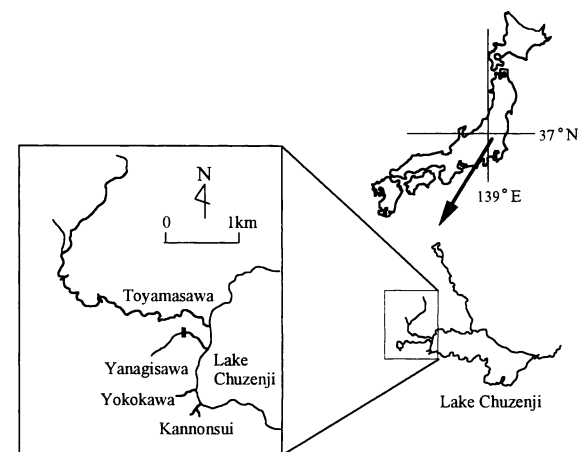 37°N
139°E
N
0 1km
Toyamasawa
Lake
Chuzenji
Yanagisawa
Yokokawa
Kannonsui
Lake Chuzenji